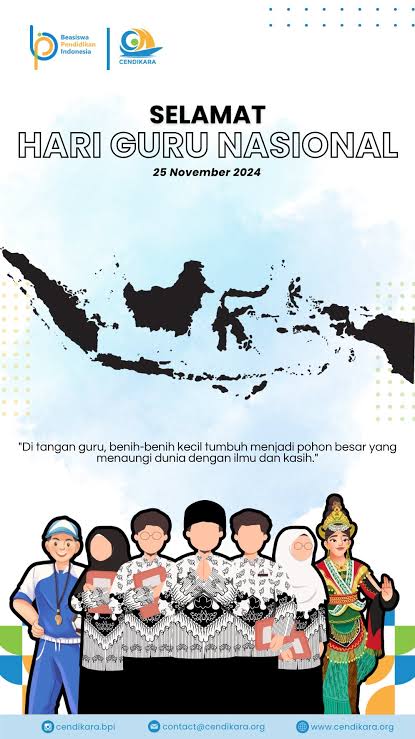 Beasiswa
Pendidikan
Indonesia
CENDIKARA
SELAMAT
HARI GURU NASIONAL
25 November 2024
"Di tangan guru, benih-benih kecil tumbuh menjadi pohon besar yang
menaungi dunia dengan ilmu dan kasih."
cendikara.bpi
contact@cendikara.org
www.cendikara.org